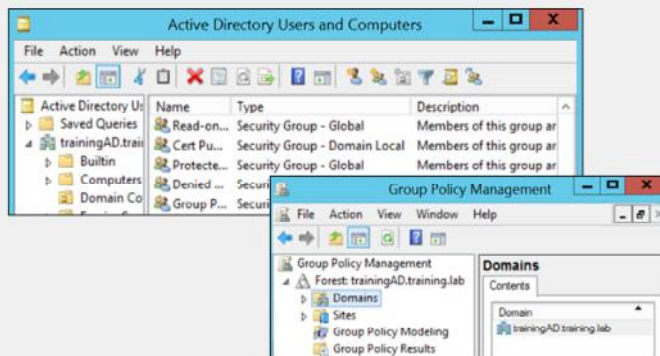 Active Directory Users and Computers
File Action View Help
Active Directory Us
Saved Queries
trainingAD.trai
Builtin
Computers
Domain Co
Name Type Description
Read-on... Security Group - Global Members of this group ar
Cert Pu... Security Group - Domain Local Members of this group ar
Protecte... Security Group - Global Members of this group ar
Denied ... Securi
Group P... Securi
Group Policy Management
File Action View Window Help
Group Policy Management
Forest: trainingAD.training.lab
Domains
Sites
Group Policy Modeling
Group Policy Results
Domains
Contents
Domain
trainingAD.training.lab